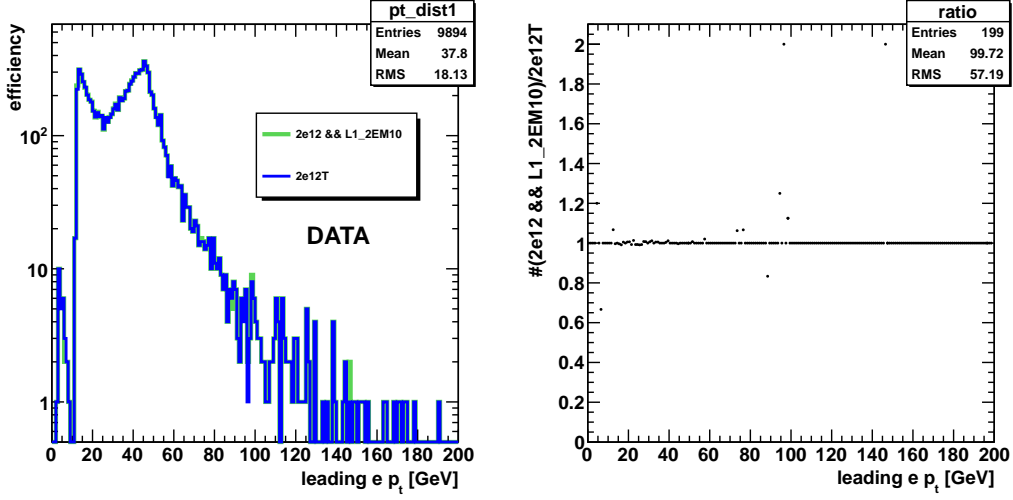 pt_dist1
Entries 9894
Mean 37.8
RMS 18.13
efficiency
10²
10
1
2e12 && L1_2EM10
2e12T
DATA
0 20 40 60 80 100 120 140 160 180 200
leading e p_t [GeV]
ratio
Entries 199
Mean 99.72
RMS 57.19
#(2e12 && L1_2EM10)/2e12T
2
1.8
1.6
1.4
1.2
1
0.8
0.6
0.4
0.2
0
0 20 40 60 80 100 120 140 160 180 200
leading e p_t [GeV]